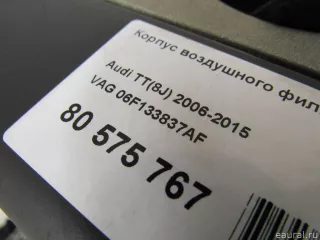 Корпус воздушного фил
Audi TT(8J) 2006-2015
VAG 06F133837AF
80 575 767
eaural.ru